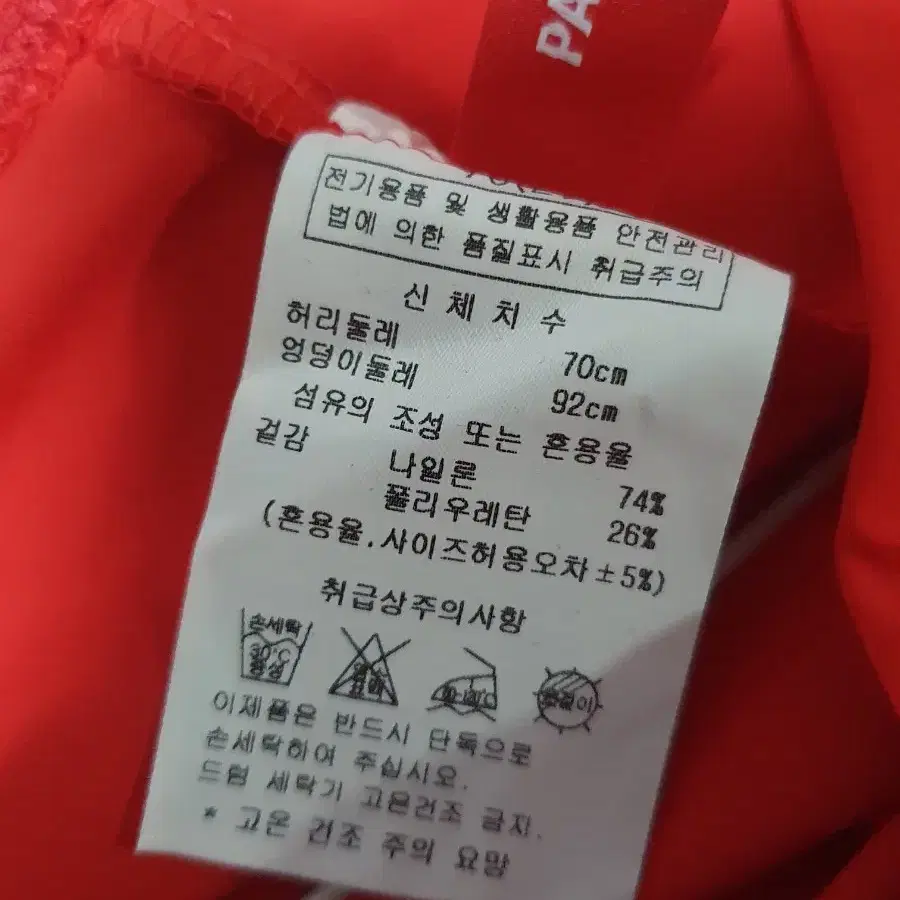 PA
전기용품 및 생활용품 안전관리
법에 의한 품질표시 취급주의
신체치수
허리둘레 70cm
엉덩이둘레 92cm
섬유의 조성 또는 혼용율
겉감 나일론 74%
폴리우레탄 26%
(혼용율.사이즈허용오차±5%)
취급상주의사항
손세탁
30°C
중성
이제품은 반드시 단독으로
손세탁하여 주십시오.
드럼 세탁기 고온건조 금지.
* 고온 건조 주의 요망